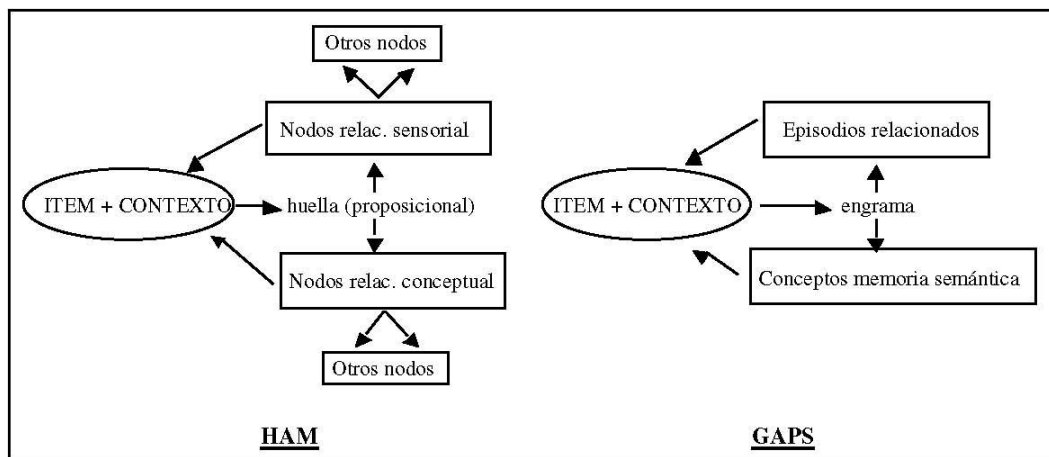 Otros nodos
Nodos relac. sensorial
ITEM + CONTEXTO
huella (proposicional)
Nodos relac. conceptual
Otros nodos
HAM
Episodios relacionados
ITEM + CONTEXTO
engrama
Conceptos memoria semántica
GAPS